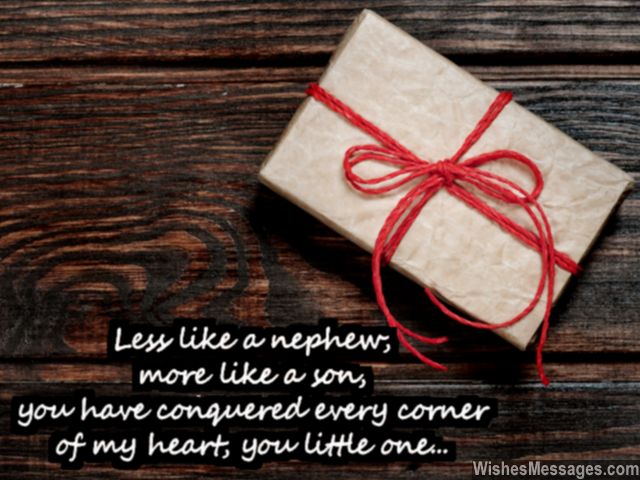 Less like a nephew,
more like a son,
you have conquered every corner
of my heart, you little one...
WishesMessages.com